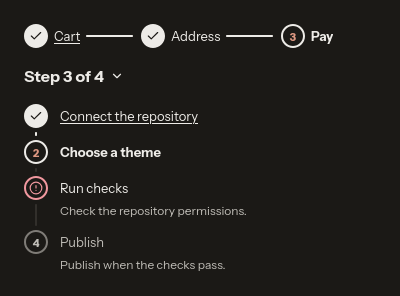 Cart Address 3 Pay
Step 3 of 4
Connect the repository
2 Choose a theme
Run checks
Check the repository permissions.
4 Publish
Publish when the checks pass.